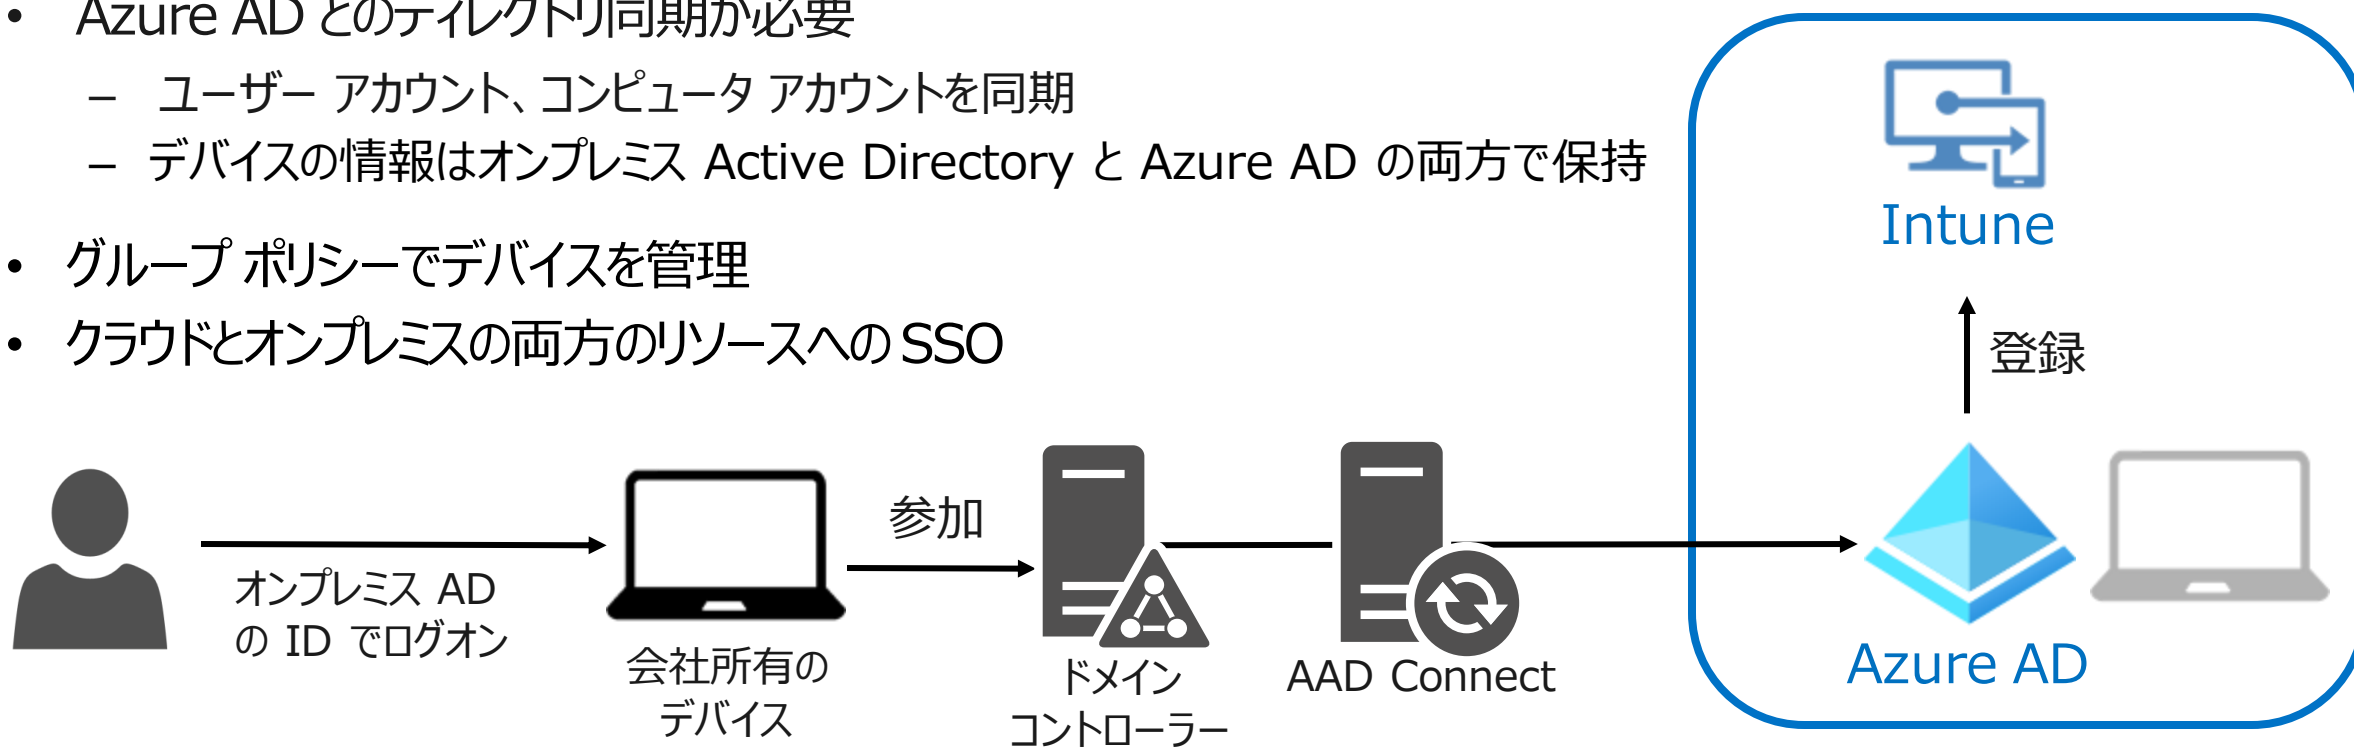 • Azure AD とのディレクトリ同期が必要
– ユーザー アカウント、コンピュータ アカウントを同期
– デバイスの情報はオンプレミス Active Directory と Azure AD の両方で保持
• グループ ポリシーでデバイスを管理
• クラウドとオンプレミスの両方のリソースへの SSO
Intune
登録
参加
オンプレミス AD
の ID でログオン
会社所有の
デバイス
ドメイン
コントローラー
AAD Connect
Azure AD